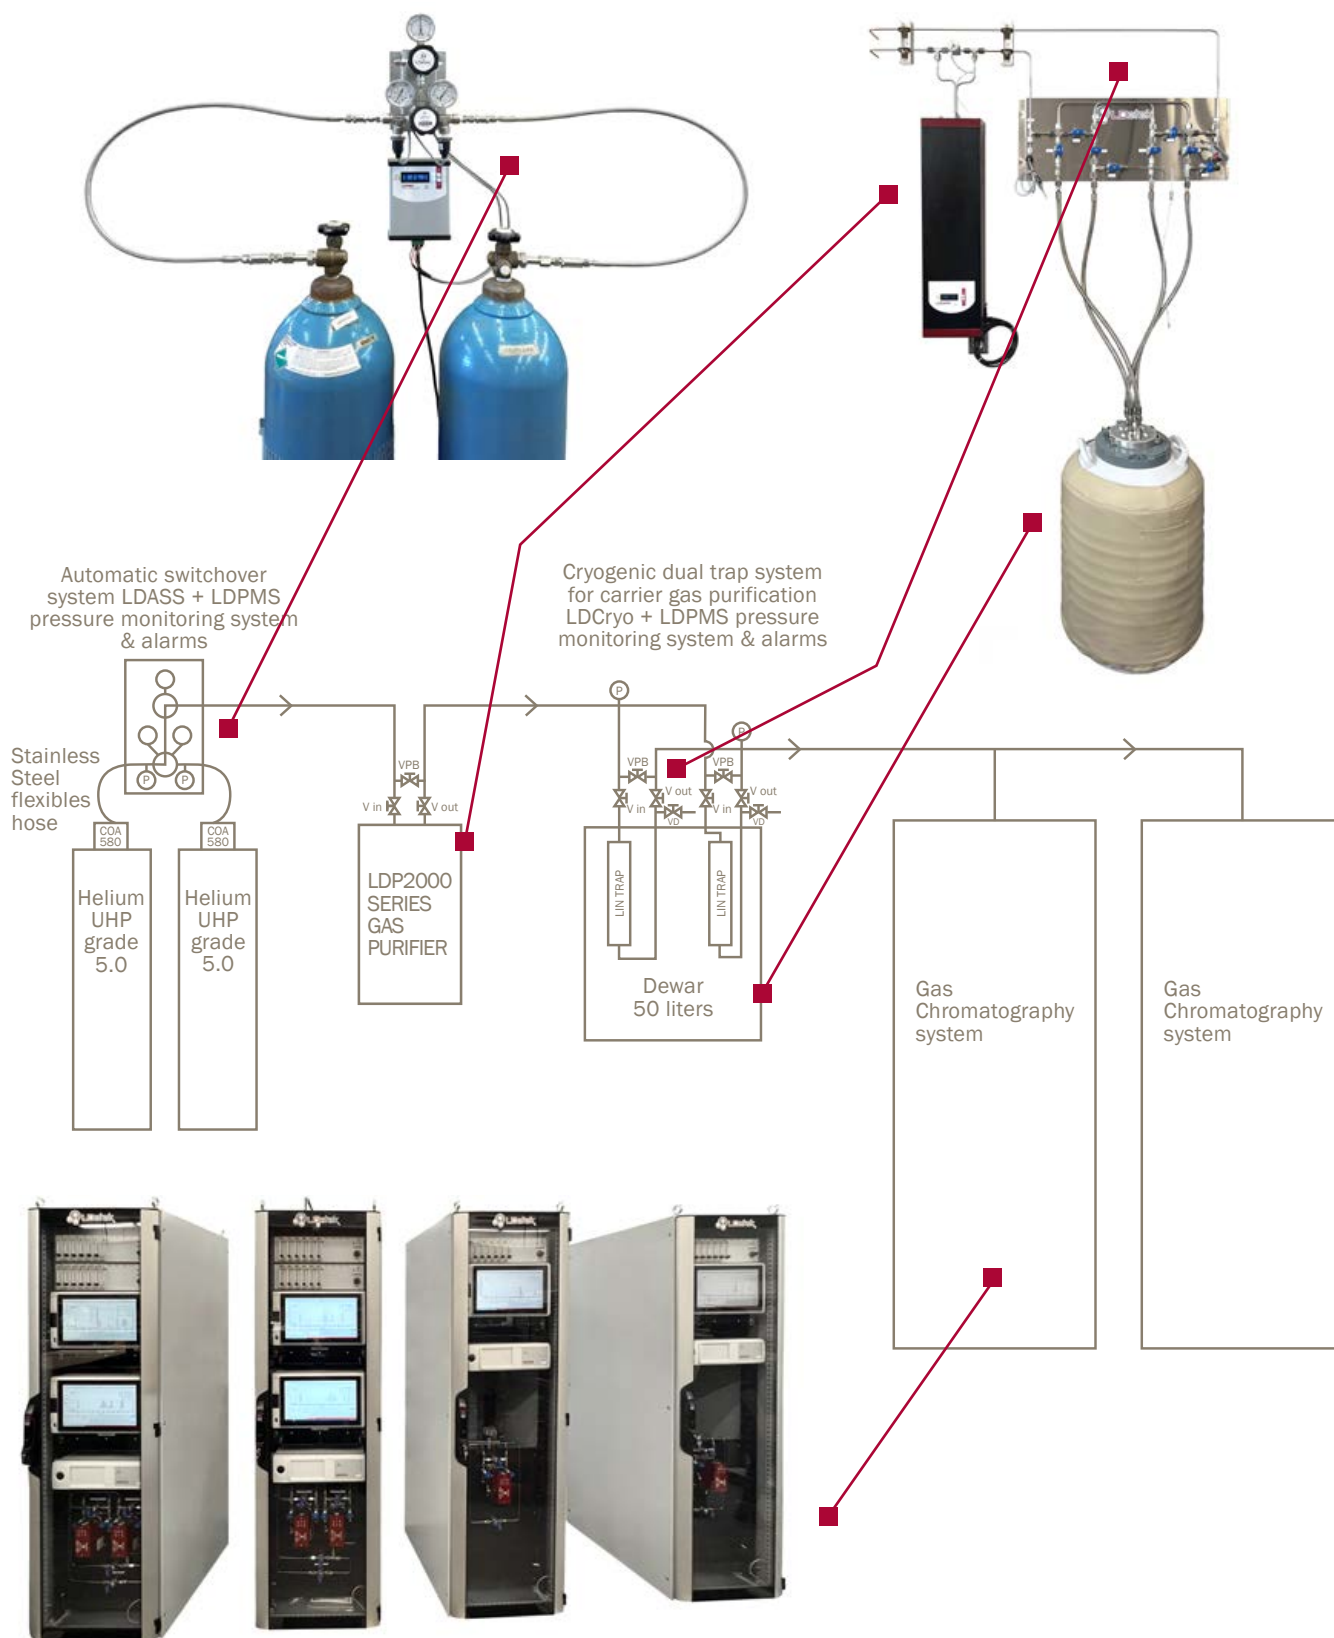 Automatic switchover
system LDASS + LDPMS
pressure monitoring system
& alarms
Cryogenic dual trap system
for carrier gas purification
LDCryo + LDPMS pressure
monitoring system & alarms
Stainless
Steel
flexibles
hose
P
P
COA
580
COA
580
Helium
UHP
grade
5.0
Helium
UHP
grade
5.0
VPB
V in
V out
LDP2000
SERIES
GAS
PURIFIER
P
P
VPB
VPB
V in
V out
VD
V in
V out
VD
LIN TRAP
LIN TRAP
Dewar
50 liters
Gas
Chromatography
system
Gas
Chromatography
system